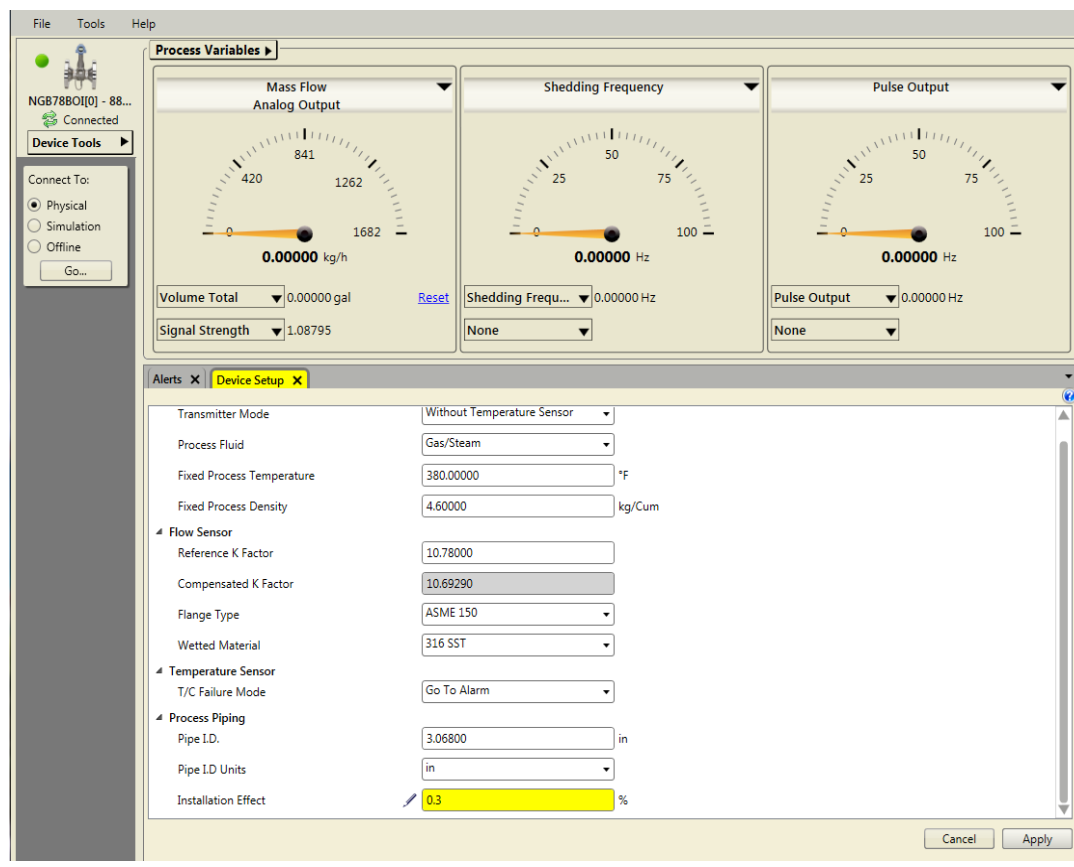 File Tools Help
NGB78BOI[0] - 88...
Connected
Device Tools
Connect To:
Physical
Simulation
Offline
Go...
Process Variables
Mass Flow
Analog Output
0 420 841 1262 1682
0.00000 kg/h
Volume Total 0.00000 gal Reset
Signal Strength 1.08795
Shedding Frequency
0 25 50 75 100
0.00000 Hz
Shedding Frequ... 0.00000 Hz
None
Pulse Output
0 25 50 75 100
0.00000 Hz
Pulse Output 0.00000 Hz
None
Alerts X Device Setup X
?
Transmitter Mode Without Temperature Sensor
Process Fluid Gas/Steam
Fixed Process Temperature 380.00000 °F
Fixed Process Density 4.60000 kg/Cum
Flow Sensor
Reference K Factor 10.78000
Compensated K Factor 10.69290
Flange Type ASME 150
Wetted Material 316 SST
Temperature Sensor
T/C Failure Mode Go To Alarm
Process Piping
Pipe I.D. 3.06800 in
Pipe I.D Units in
Installation Effect 0.3 %
Cancel Apply